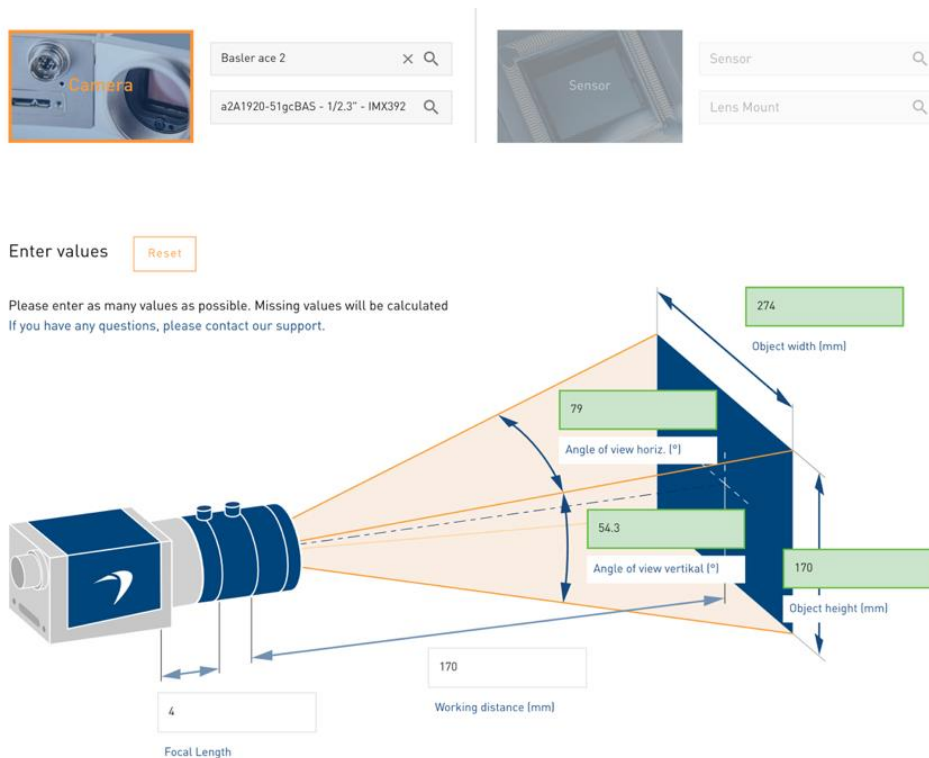 Camera
Basler ace 2
a2A1920-51gcBAS - 1/2.3" - IMX392
Sensor
Sensor
Lens Mount
Enter values
Reset
Please enter as many values as possible. Missing values will be calculated
If you have any questions, please contact our support.
274
Object width (mm)
79
Angle of view horiz. (°)
54.3
Angle of view vertikal (°)
170
Object height (mm)
170
Working distance (mm)
4
Focal Length